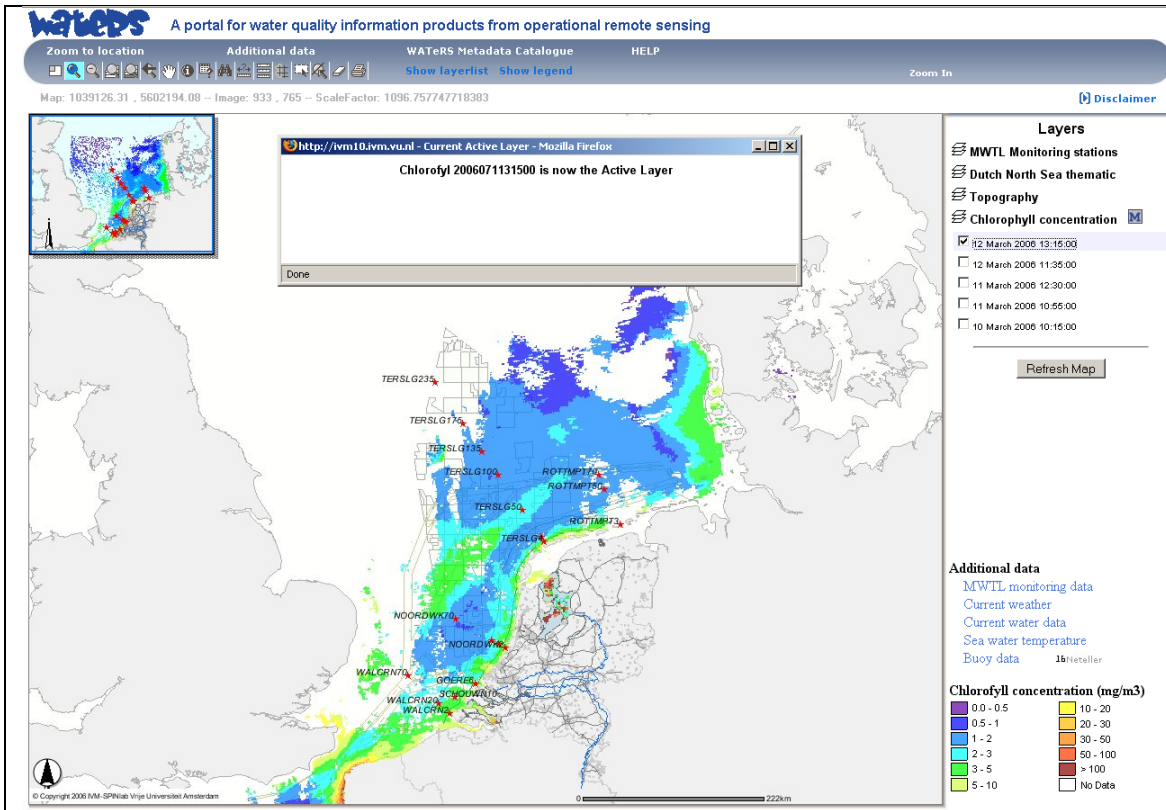 WATeRS A portal for water quality information products from operational remote sensing
Zoom to location Additional data WATeRS Metadata Catalogue HELP
Show layerlist Show legend
Zoom In
Map: 1039126.31 , 5602194.08 -- Image: 933 , 765 -- ScaleFactor: 1096.757747718383
Disclaimer
http://ivm10.ivm.vu.nl - Current Active Layer - Mozilla Firefox
Chlorofyl 2006071131500 is now the Active Layer
Done
Layers
MWTL Monitoring stations
Dutch North Sea thematic
Topography
Chlorophyll concentration M
12 March 2006 13:15:00
12 March 2006 11:35:00
11 March 2006 12:30:00
11 March 2006 10:55:00
10 March 2006 10:15:00
Refresh Map
TERSLG235
TERSLG175
TERSLG135
TERSLG100
ROTTMPT70
ROTTMPT50
TERSLG50
ROTTMPT3
TERSLG4
NOORDWK70
NOORDWK2
WALCRN70
GOERE6
SCHOUWN10
WALCRN20
WALCRN2
Additional data
MWTL monitoring data
Current weather
Current water data
Sea water temperature
Buoy data
Neteller
Chlorofyll concentration (mg/m3)
0.0 - 0.5
0.5 - 1
1 - 2
2 - 3
3 - 5
5 - 10
10 - 20
20 - 30
30 - 50
50 - 100
> 100
No Data
© Copyright 2006 IVM-SPINlab Vrije Universiteit Amsterdam
0 222km